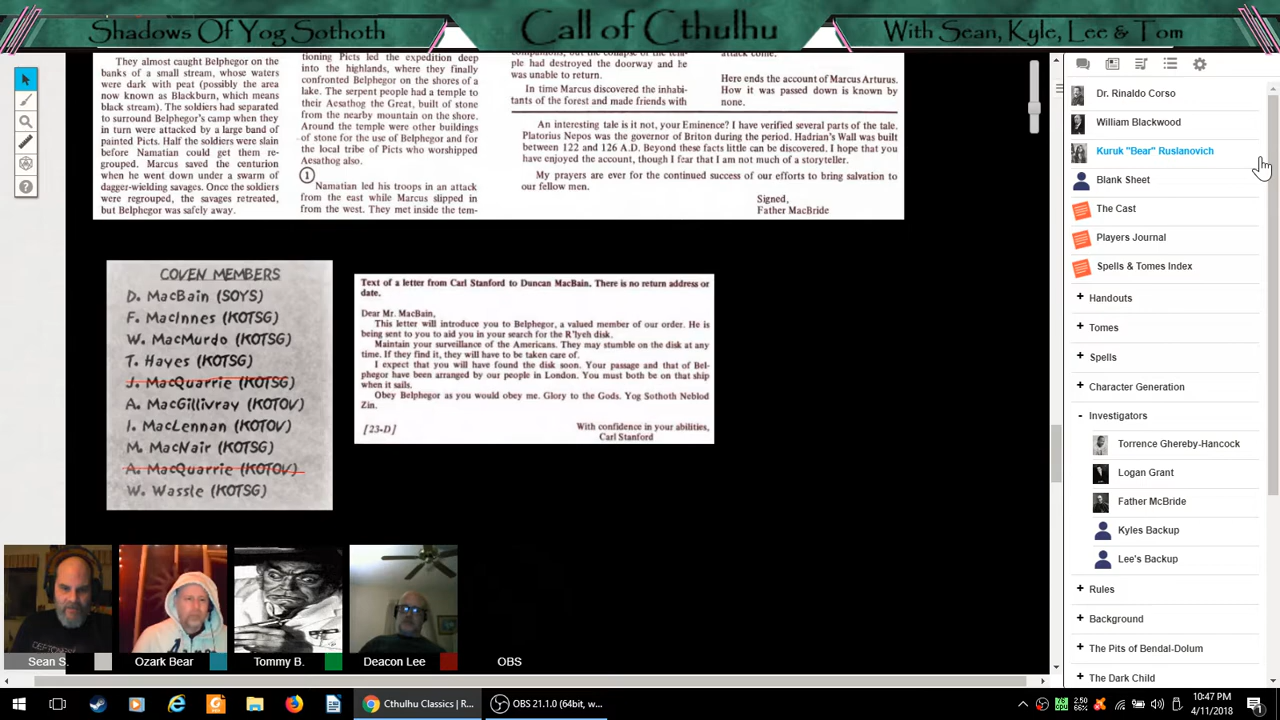 Shadows Of Yog Sothoth
Call of Cthulhu
With Sean, Kyle, Lee & Tom
They almost caught Belphegor on the
banks of a small stream, whose waters
were dark with peat (possibly the area
now known as Blackburn, which means
black stream). The soldiers had separated
to surround Belphegor's camp when they
in turn were attacked by a large band of
painted Picts. Half the soldiers were slain
before Namatian could get them re-
grouped. Marcus saved the centurion
when he went down under a swarm of
dagger-wielding savages. Once the soldiers
were regrouped, the savages retreated,
but Belphegor was safely away.
tioning Picts led the expedition deep
into the highlands, where they finally
confronted Belphegor on the shores of a
lake. The serpent people had a temple to
their Aesathog the Great, built of stone
from the nearby mountain on the shore.
Around the temple were other buildings
of stone for the use of Belphegor and for
the local tribe of Picts who worshipped
Aesathog also.
1
Namatian led his troops in an attack
from the east while Marcus slipped in
from the west. They met inside the tem-
ple had destroyed the doorway and he
was unable to return.
In time Marcus discovered the inhabi-
tants of the forest and made friends with
attack come.
Here ends the account of Marcus Arturus.
How it was passed down is known by
none.
An interesting tale is it not, your Eminence? I have verified several parts of the tale.
Platorius Nepos was the governor of Briton during the period. Hadrian's Wall was built
between 122 and 126 A.D. Beyond these facts little can be discovered. I hope that you
have enjoyed the account, though I fear that I am not much of a storyteller.
My prayers are ever for the continued success of our efforts to bring salvation to
our fellow men.
Signed,
Father MacBride
COVEN MEMBERS
D. MacBain (SOYS)
F. MacInnes (KOTSG)
W. MacMurdo (KOTSG)
T. Hayes (KOTSG)
J. MacQuarrie (KOTSG)
A. MacGillivray (KOTOV)
I. MacLennan (KOTOV)
M. MacNair (KOTSG)
A. MacQuarrie (KOTOV)
W. Wassle (KOTSG)
Text of a letter from Carl Stanford to Duncan MacBain. There is no return address or
date.
Dear Mr. MacBain,
This letter will introduce you to Belphegor, a valued member of our order. He is
being sent to you to aid you in your search for the R'lyeh disk.
Maintain your surveillance of the Americans. They may stumble on the disk at any
time. If they find it, they will have to be taken care of.
I expect that you will have found the disk soon. Your passage and that of Bel-
phegor have been arranged by our people in London. You must both be on that ship
when it sails.
Obey Belphegor as you would obey me. Glory to the Gods. Yog Sothoth Neblod
Zin.
[23-D]
With confidence in your abilities,
Carl Stanford
Dr. Rinaldo Corso
William Blackwood
Kuruk "Bear" Ruslanovich
Blank Sheet
The Cast
Players Journal
Spells & Tomes Index
Handouts
Tomes
Spells
Character Generation
Investigators
Torrence Ghereby-Hancock
Logan Grant
Father McBride
Kyles Backup
Lee's Backup
Rules
Background
The Pits of Bendal-Dolum
The Dark Child
DEFTONES
Sean S.
Ozark Bear
Tommy B.
Deacon Lee
OBS
Cthulhu Classics | R...
OBS 21.1.0 (64bit, w...
10:47 PM
4/11/2018